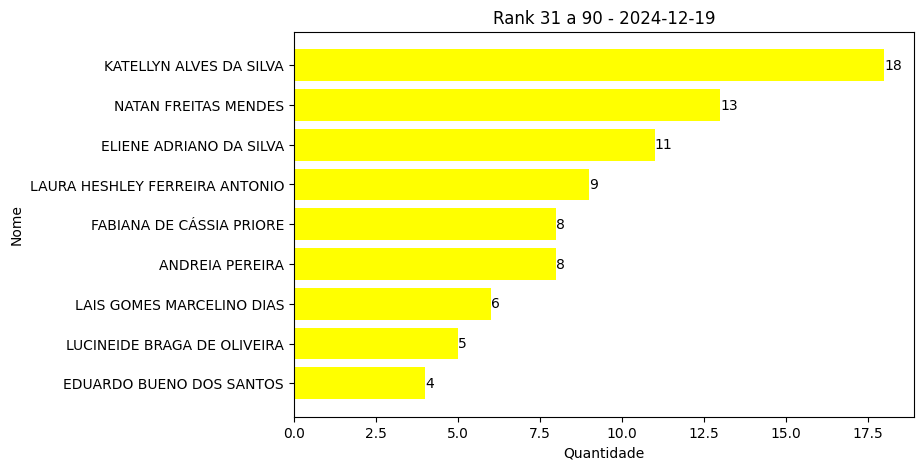 Rank 31 a 90 - 2024-12-19
KATELLYN ALVES DA SILVA 18
NATAN FREITAS MENDES 13
ELIENE ADRIANO DA SILVA 11
LAURA HESHLEY FERREIRA ANTONIO 9
FABIANA DE CÁSSIA PRIORE 8
ANDREIA PEREIRA 8
LAIS GOMES MARCELINO DIAS 6
LUCINEIDE BRAGA DE OLIVEIRA 5
EDUARDO BUENO DOS SANTOS 4
Nome
0.0 2.5 5.0 7.5 10.0 12.5 15.0 17.5
Quantidade